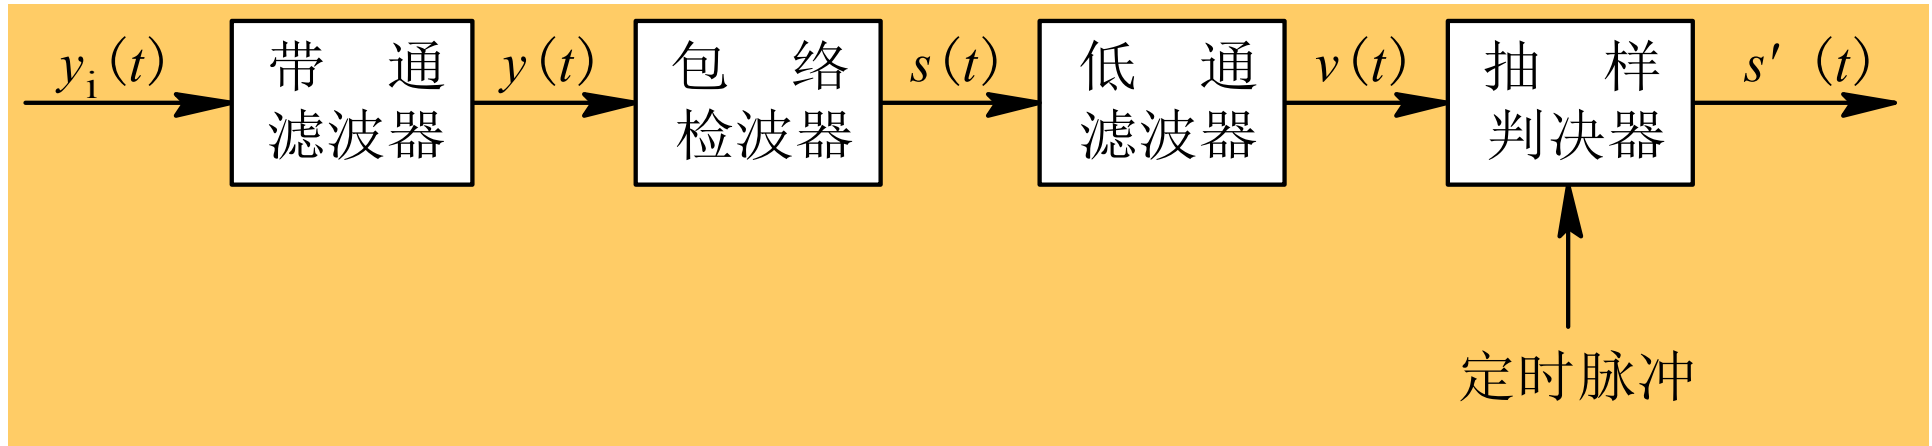 yi(t)
带 通
滤波器
y(t)
包 络
检波器
s(t)
低 通
滤波器
v(t)
抽 样
判决器
s′(t)
定时脉冲